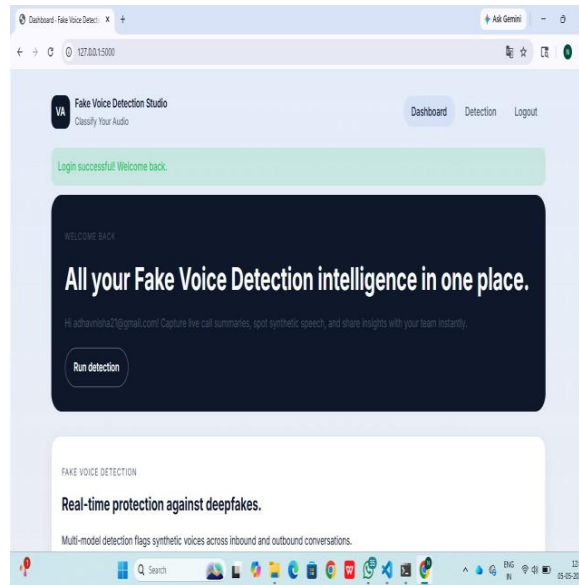 Dashboard - Fake Voice Detect
Ask Gemini
127.0.0.1:5000
VA
Fake Voice Detection Studio
Classify Your Audio
Dashboard Detection Logout
Login successful! Welcome back.
WELCOME BACK
All your Fake Voice Detection intelligence in one place.
Hi adhavnisha21@gmail.com! Capture live call summaries, spot synthetic speech, and share insights with your team instantly.
Run detection
FAKE VOICE DETECTION
Real-time protection against deepfakes.
Multi-model detection flags synthetic voices across inbound and outbound conversations.
Search
ENG
IN